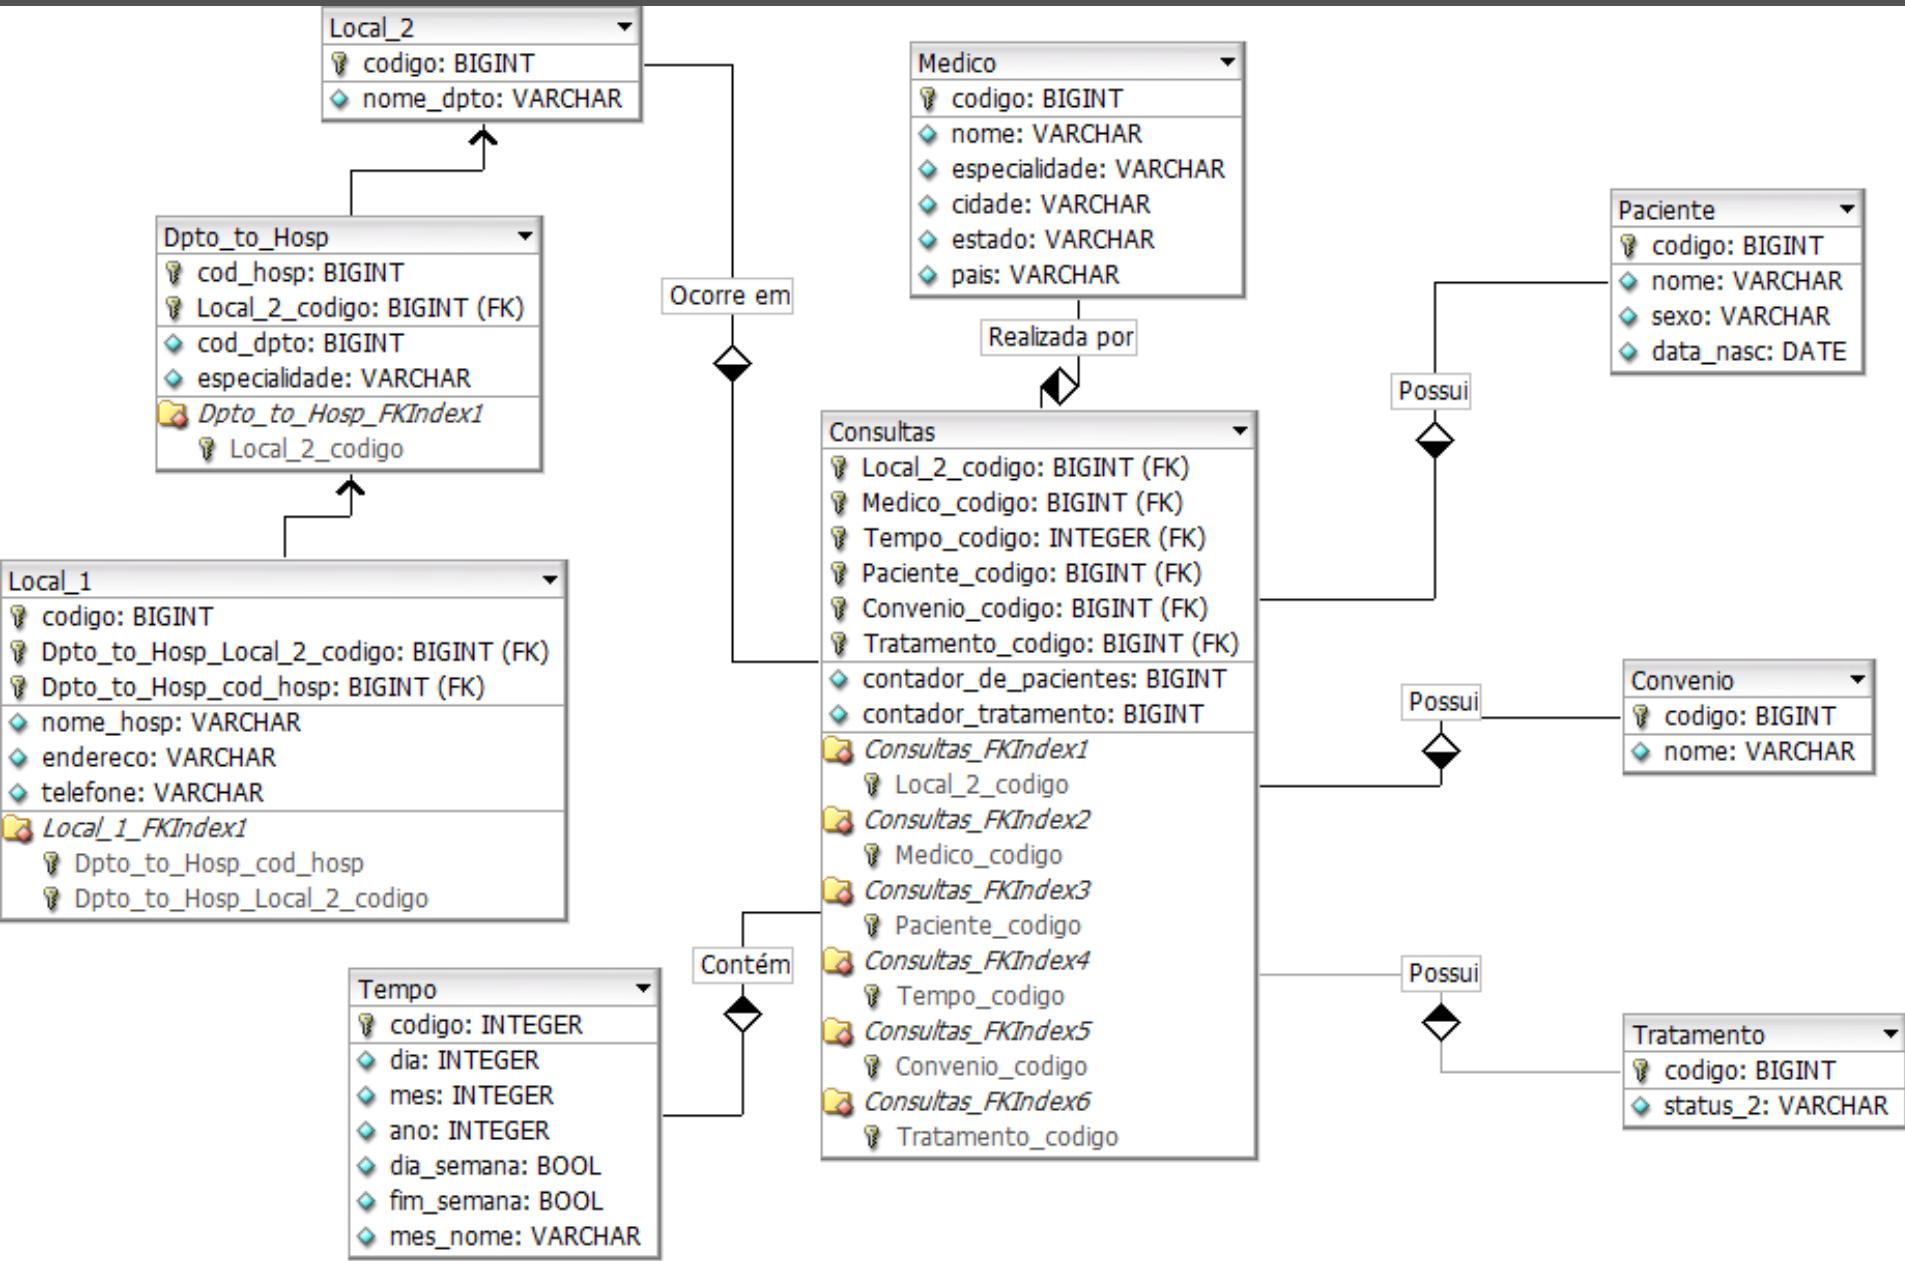 Local_2
codigo: BIGINT
nome_dpto: VARCHAR
Medico
codigo: BIGINT
nome: VARCHAR
especialidade: VARCHAR
cidade: VARCHAR
estado: VARCHAR
pais: VARCHAR
Paciente
codigo: BIGINT
nome: VARCHAR
sexo: VARCHAR
data_nasc: DATE
Dpto_to_Hosp
cod_hosp: BIGINT
Local_2_codigo: BIGINT (FK)
cod_dpto: BIGINT
especialidade: VARCHAR
Dpto_to_Hosp_FKIndex1
Local_2_codigo
Ocorre em
Realizada por
Possui
Local_1
codigo: BIGINT
Dpto_to_Hosp_Local_2_codigo: BIGINT (FK)
Dpto_to_Hosp_cod_hosp: BIGINT (FK)
nome_hosp: VARCHAR
endereco: VARCHAR
telefone: VARCHAR
Local_1_FKIndex1
Dpto_to_Hosp_cod_hosp
Dpto_to_Hosp_Local_2_codigo
Consultas
Local_2_codigo: BIGINT (FK)
Medico_codigo: BIGINT (FK)
Tempo_codigo: INTEGER (FK)
Paciente_codigo: BIGINT (FK)
Convenio_codigo: BIGINT (FK)
Tratamento_codigo: BIGINT (FK)
contador_de_pacientes: BIGINT
contador_tratamento: BIGINT
Consultas_FKIndex1
Local_2_codigo
Consultas_FKIndex2
Medico_codigo
Consultas_FKIndex3
Paciente_codigo
Consultas_FKIndex4
Tempo_codigo
Consultas_FKIndex5
Convenio_codigo
Consultas_FKIndex6
Tratamento_codigo
Possui
Convenio
codigo: BIGINT
nome: VARCHAR
Contém
Tempo
codigo: INTEGER
dia: INTEGER
mes: INTEGER
ano: INTEGER
dia_semana: BOOL
fim_semana: BOOL
mes_nome: VARCHAR
Possui
Tratamento
codigo: BIGINT
status_2: VARCHAR